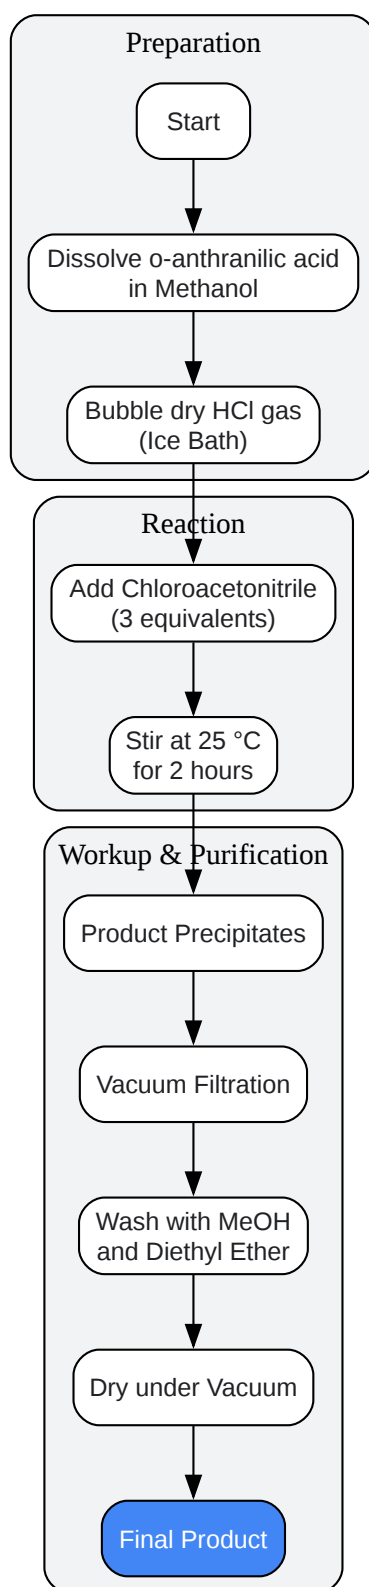 Preparation
Start
Dissolve o-anthranilic acid
in Methanol
Bubble dry HCl gas
(Ice Bath)
Reaction
Add Chloroacetonitrile
(3 equivalents)
Stir at 25 °C
for 2 hours
Workup & Purification
Product Precipitates
Vacuum Filtration
Wash with MeOH
and Diethyl Ether
Dry under Vacuum
Final Product